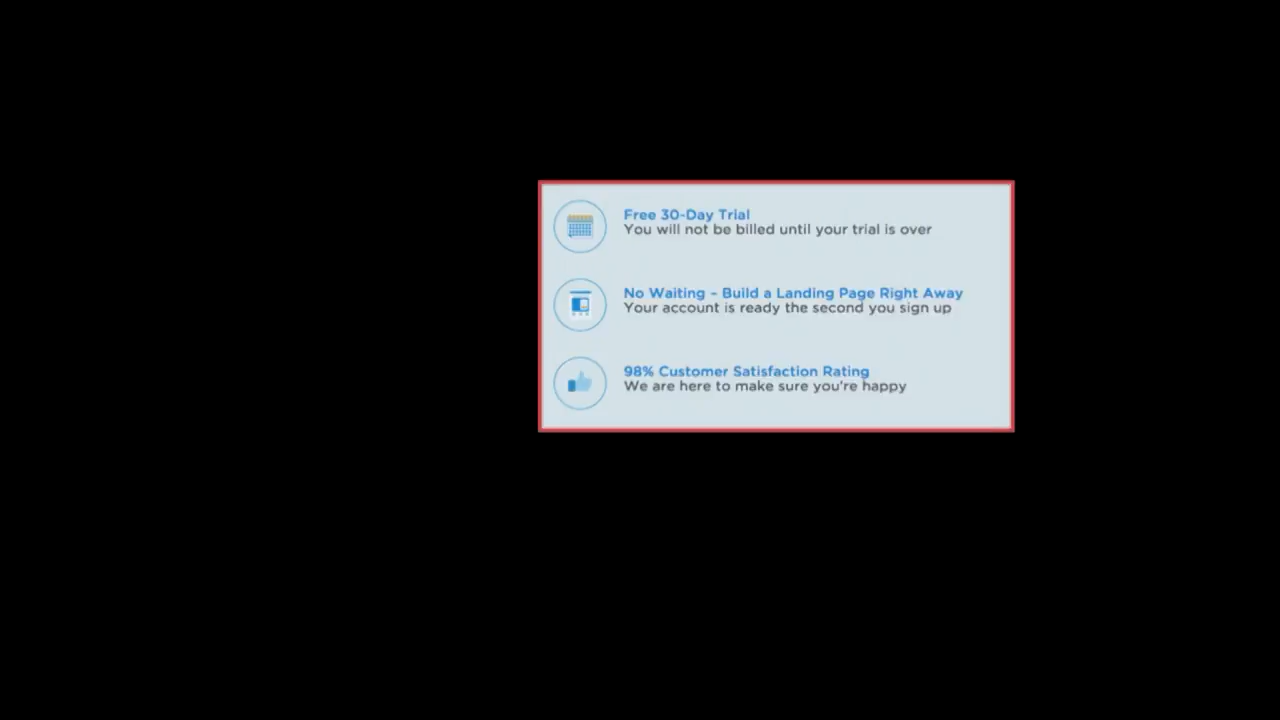 Free 30-Day Trial
You will not be billed until your trial is over
No Waiting - Build a Landing Page Right Away
Your account is ready the second you sign up
98% Customer Satisfaction Rating
We are here to make sure you're happy